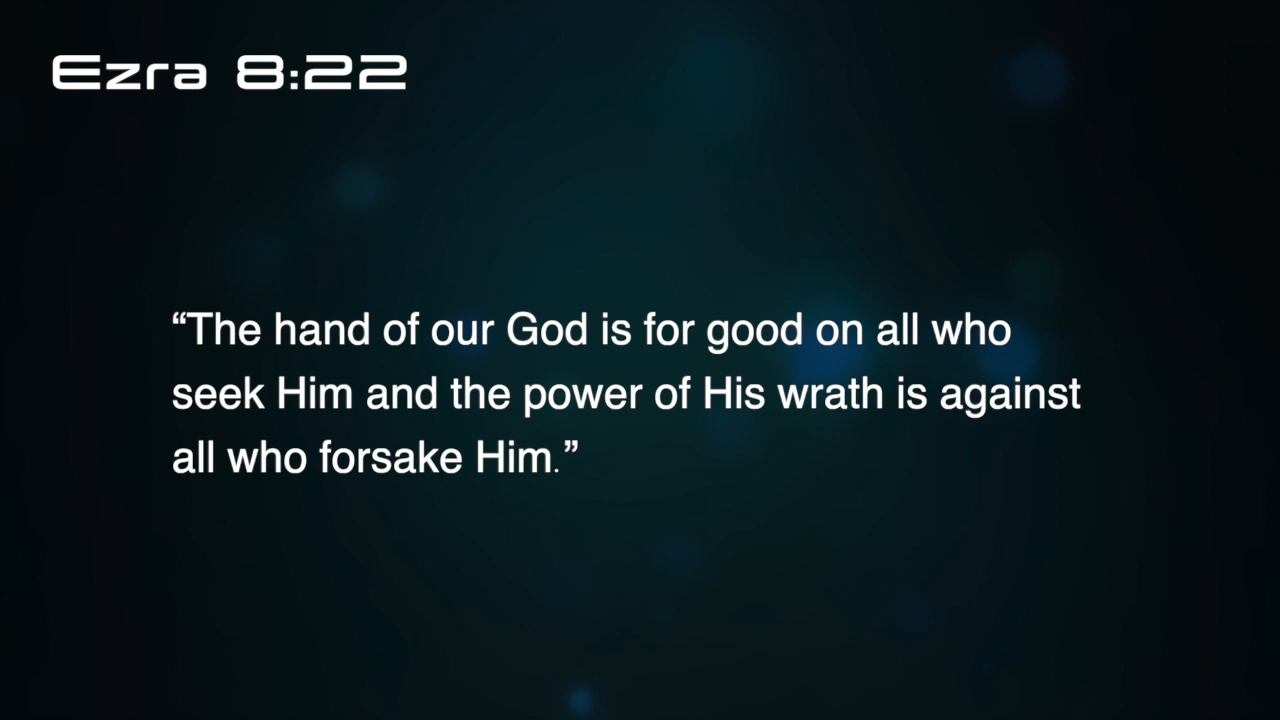 Ezra 8:22
“The hand of our God is for good on all who
seek Him and the power of His wrath is against
all who forsake Him.”